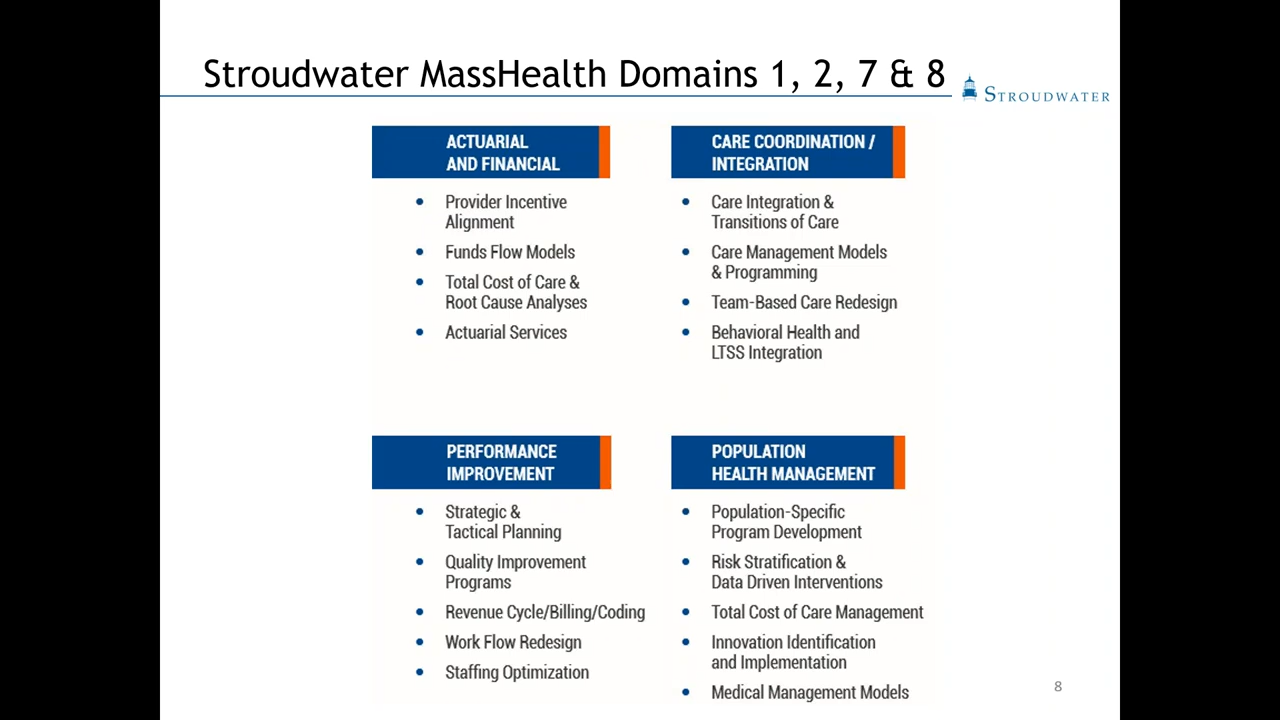 Stroudwater MassHealth Domains 1, 2, 7 & 8
STROUDWATER
ACTUARIAL
AND FINANCIAL
• Provider Incentive
Alignment
• Funds Flow Models
• Total Cost of Care &
Root Cause Analyses
• Actuarial Services
CARE COORDINATION /
INTEGRATION
• Care Integration &
Transitions of Care
• Care Management Models
& Programming
• Team-Based Care Redesign
• Behavioral Health and
LTSS Integration
PERFORMANCE
IMPROVEMENT
• Strategic &
Tactical Planning
• Quality Improvement
Programs
• Revenue Cycle/Billing/Coding
• Work Flow Redesign
• Staffing Optimization
POPULATION
HEALTH MANAGEMENT
• Population-Specific
Program Development
• Risk Stratification &
Data Driven Interventions
• Total Cost of Care Management
• Innovation Identification
and Implementation
• Medical Management Models
8